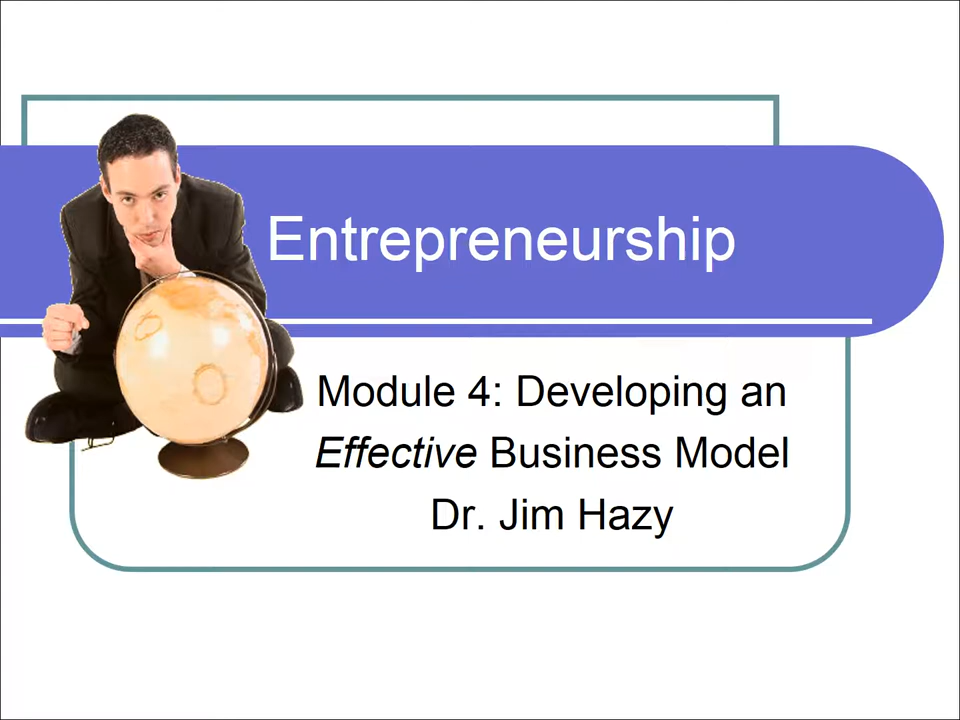 Entrepreneurship
Module 4: Developing an
Effective Business Model
Dr. Jim Hazy